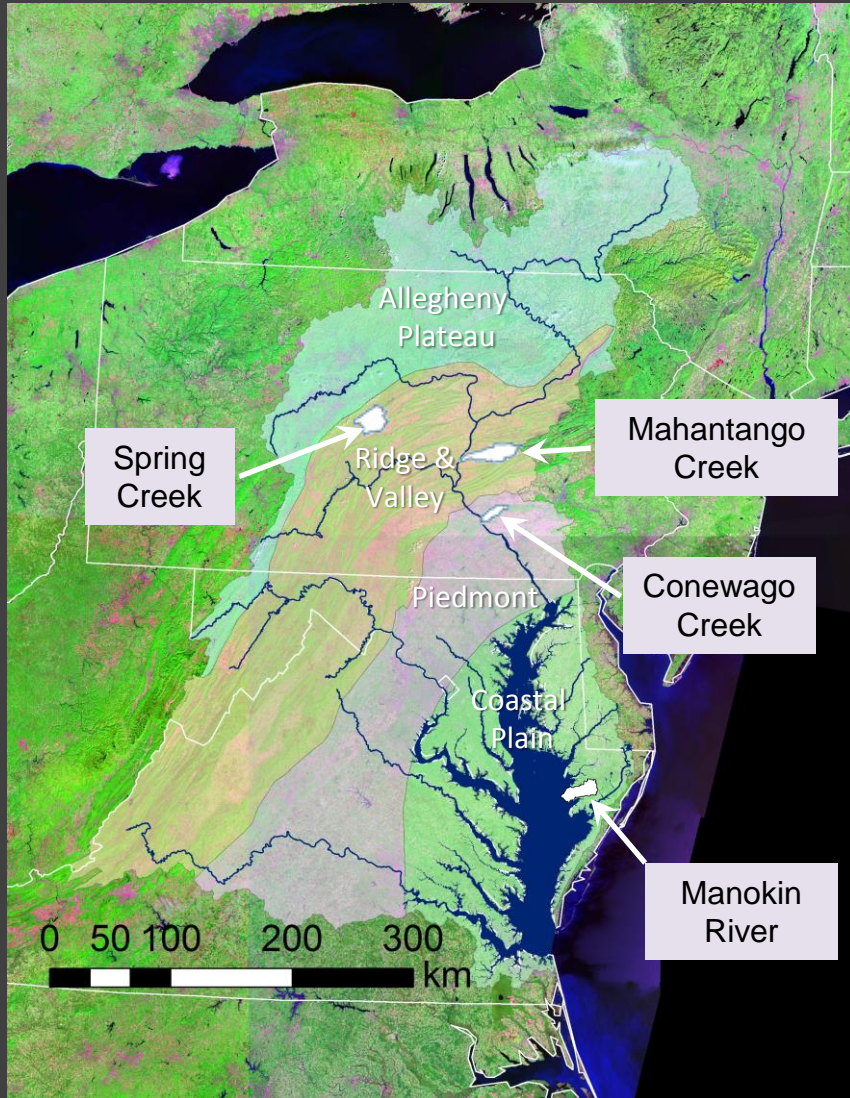 Allegheny
Plateau
Spring
Creek
Ridge &
Valley
Mahantango
Creek
Piedmont
Conewago
Creek
Coastal
Plain
Manokin
River
0 50 100 200 300
km